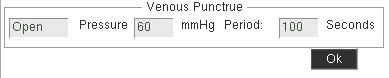 Venous Punctrue
Open Pressure 60 mmHg Period: 100 Seconds
Ok